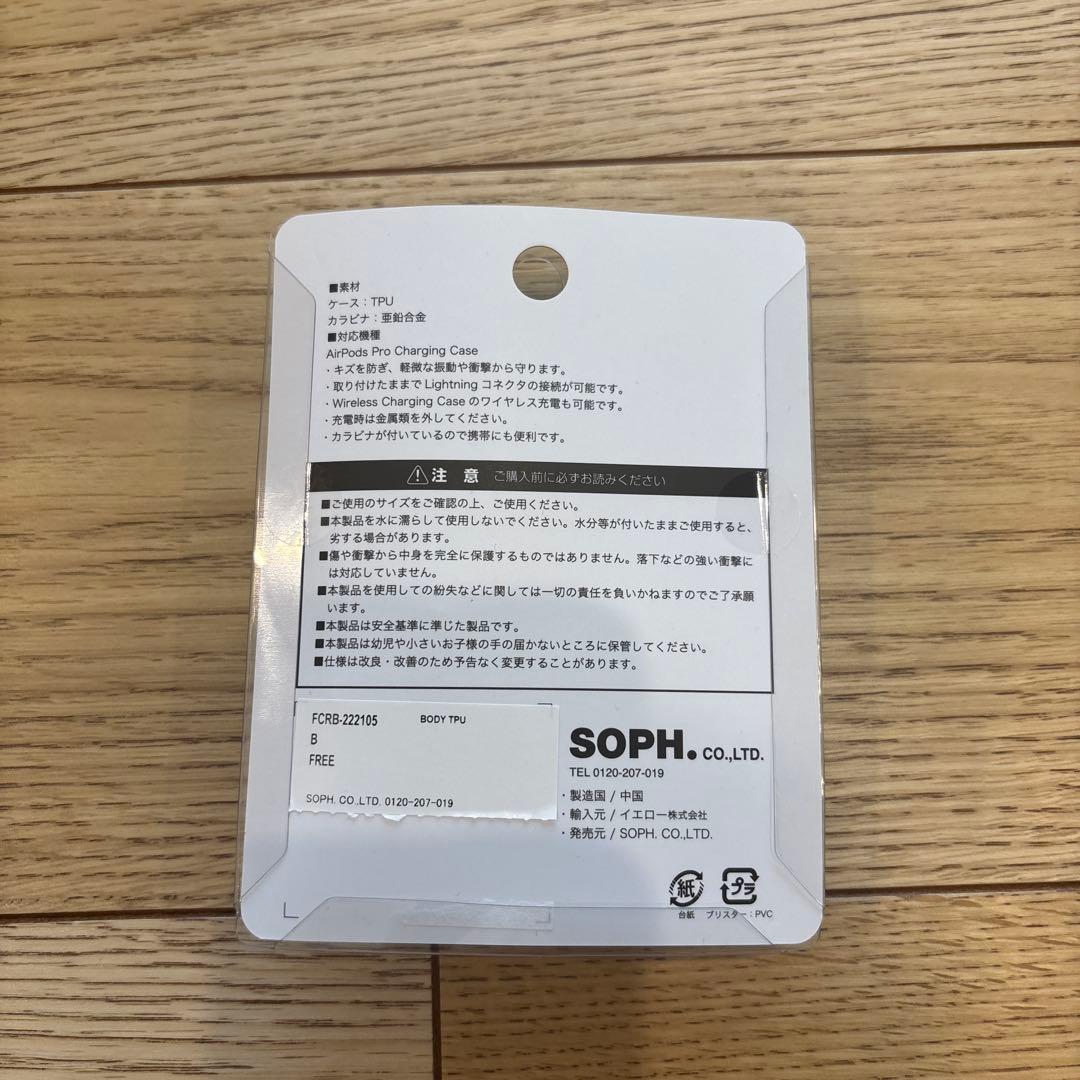 ■素材
ケース：TPU
カラビナ：亜鉛合金
■対応機種
AirPods Pro Charging Case
・キズを防ぎ、軽微な振動や衝撃から守ります。
・取り付けたままでLightning コネクタの接続が可能です。
・Wireless Charging Case のワイヤレス充電も可能です。
・充電時は金属類を外してください。
・カラビナが付いているので携帯にも便利です。
注 意 ご購入前に必ずお読みください
■ご使用のサイズをご確認の上、ご使用ください。
■本製品を水に濡らして使用しないでください。水分等が付いたままご使用すると、
劣する場合があります。
■傷や衝撃から中身を完全に保護するものではありません。落下などの強い衝撃に
は対応していません。
■本製品を使用しての紛失などに関しては一切の責任を負いかねますのでご了承願
います。
■本製品は安全基準に準じた製品です。
■本製品は幼児や小さいお子様の手の届かないところに保管してください。
■仕様は改良・改善のため予告なく変更することがあります。
FCRB-222105 BODY TPU
B
FREE
SOPH. CO.,LTD. 0120-207-019
SOPH. CO.,LTD.
TEL 0120-207-019
・製造国 / 中国
・輸入元 / イエロー株式会社
・発売元 / SOPH. CO.,LTD.
紙 プラ
台紙 ブリスター：PVC